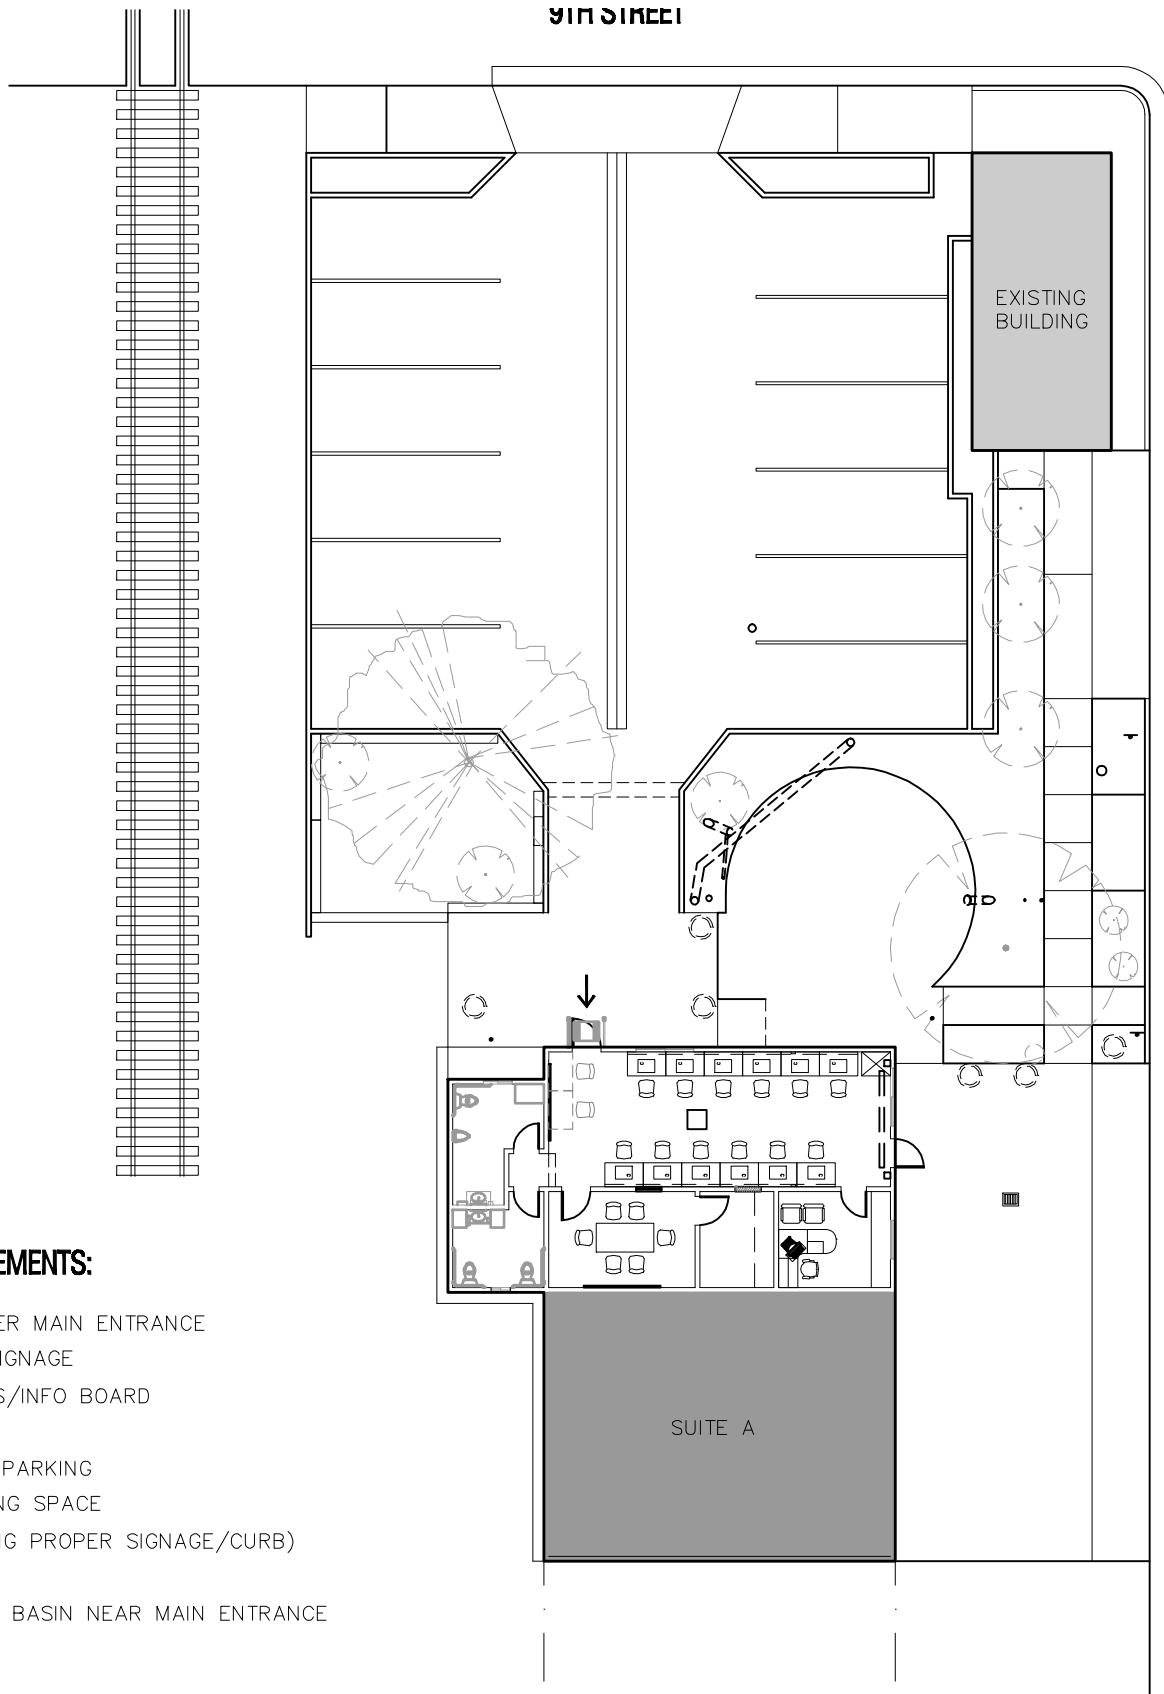 9TH STREET
EXISTING
BUILDING
EMENTS:
ER MAIN ENTRANCE
IGNAGE
S/INFO BOARD
PARKING
NG SPACE
NG PROPER SIGNAGE/CURB)
BASIN NEAR MAIN ENTRANCE
SUITE A